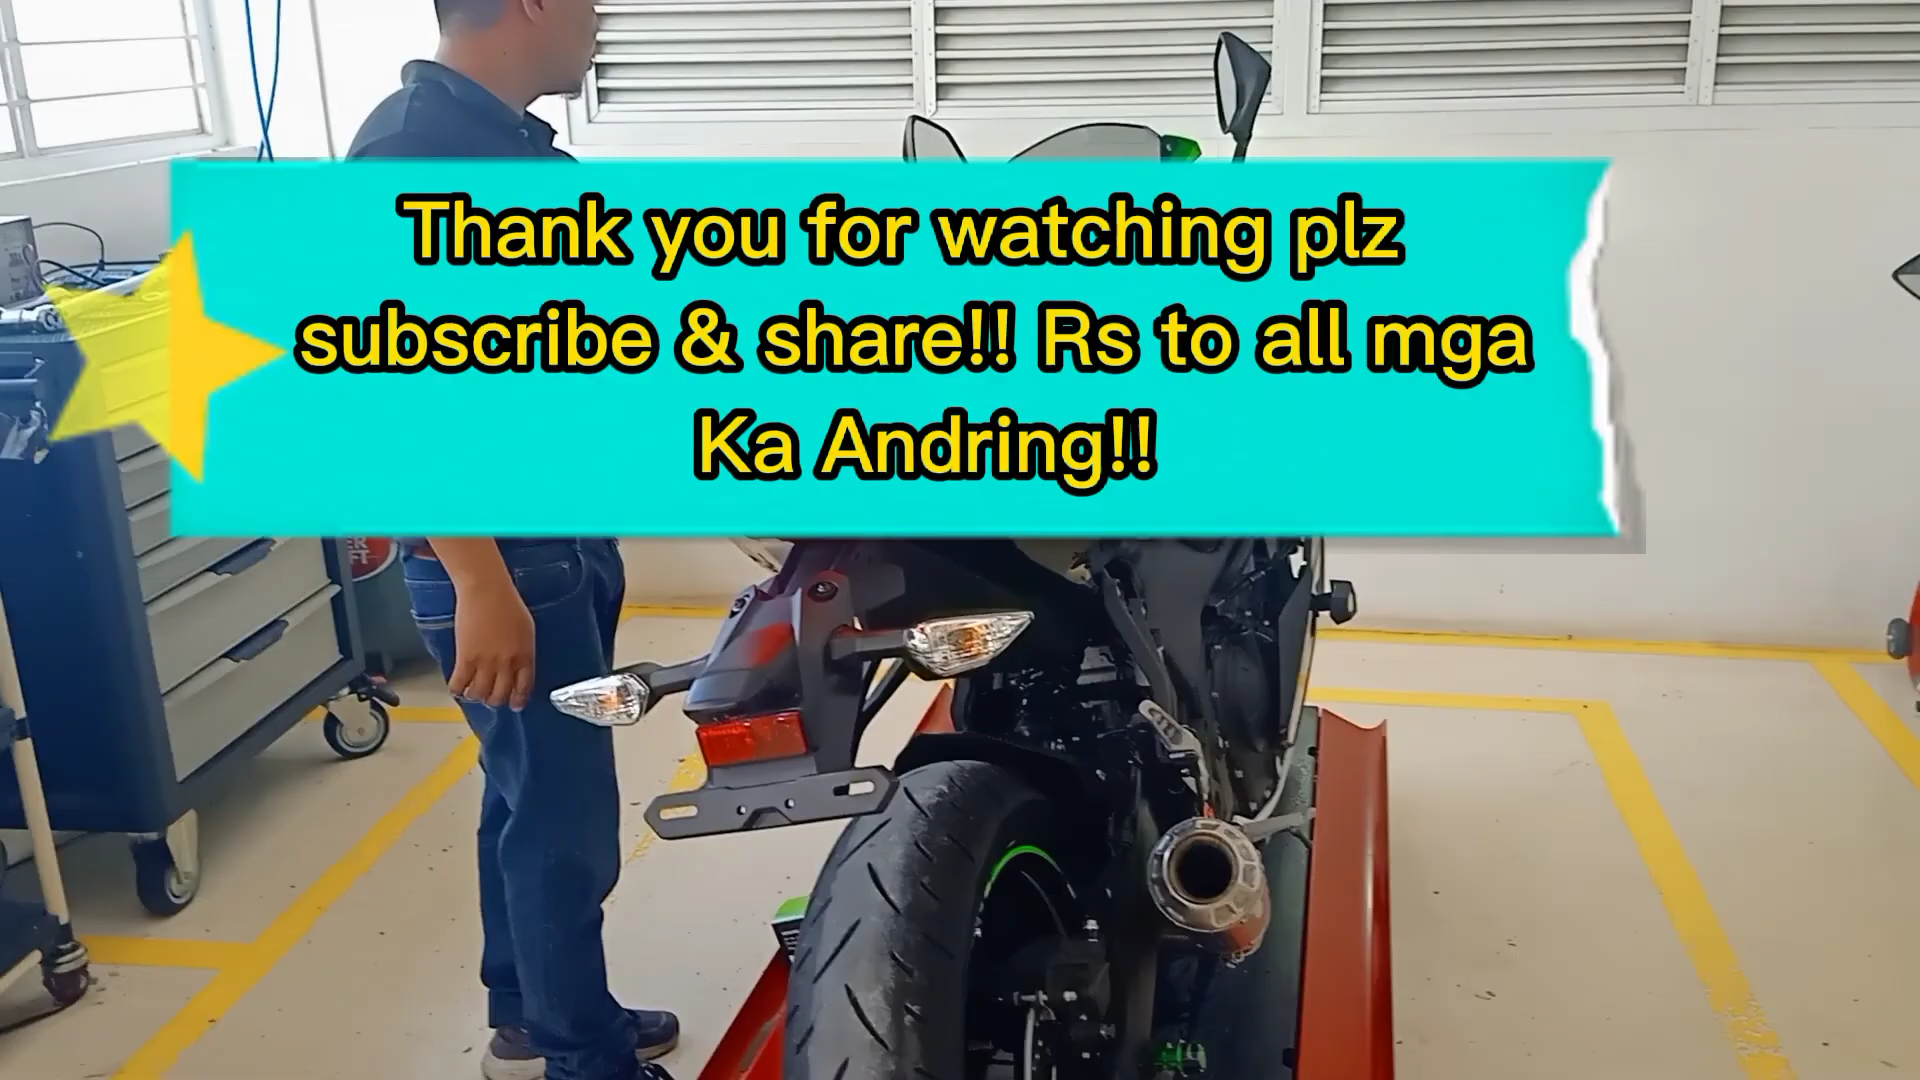 Thank you for watching plz
subscribe & share!! Rs to all mga
Ka Andring!!